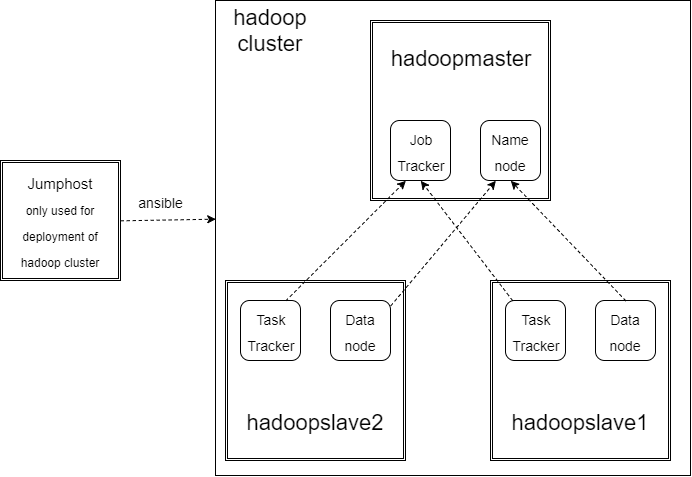 hadoop
cluster
hadoopmaster
Job
Tracker
Name
node
Jumphost
only used for
deployment of
hadoop cluster
ansible
Task
Tracker
Data
node
hadoopslave2
Task
Tracker
Data
node
hadoopslave1